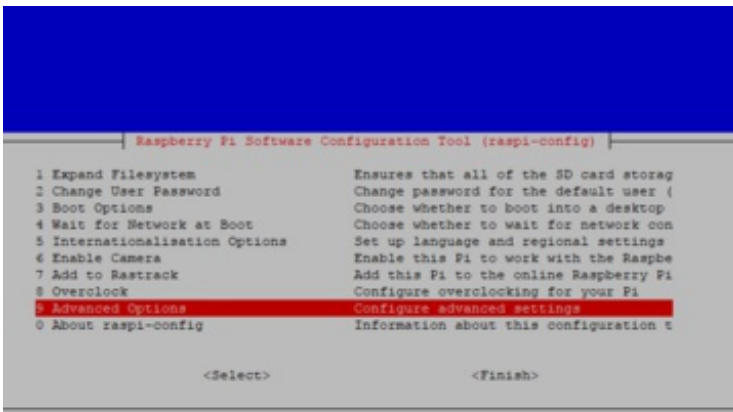 Raspberry Pi Software Configuration Tool (raspi-config)
1 Expand Filesystem Ensures that all of the SD card storag
2 Change User Password Change password for the default user (
3 Boot Options Choose whether to boot into a desktop
4 Wait for Network at Boot Choose whether to wait for network con
5 Internationalisation Options Set up language and regional settings
6 Enable Camera Enable this Pi to work with the Raspbe
7 Add to Rastrack Add this Pi to the online Raspberry Pi
8 Overclock Configure overclocking for your Pi
9 Advanced Options Configure advanced settings
0 About raspi-config Information about this configuration t
<Select> <Finish>